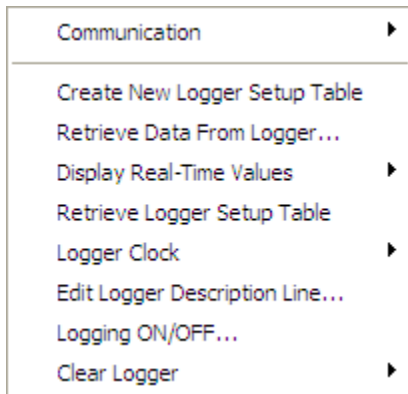 Communication
Create New Logger Setup Table
Retrieve Data From Logger...
Display Real-Time Values
Retrieve Logger Setup Table
Logger Clock
Edit Logger Description Line...
Logging ON/OFF...
Clear Logger